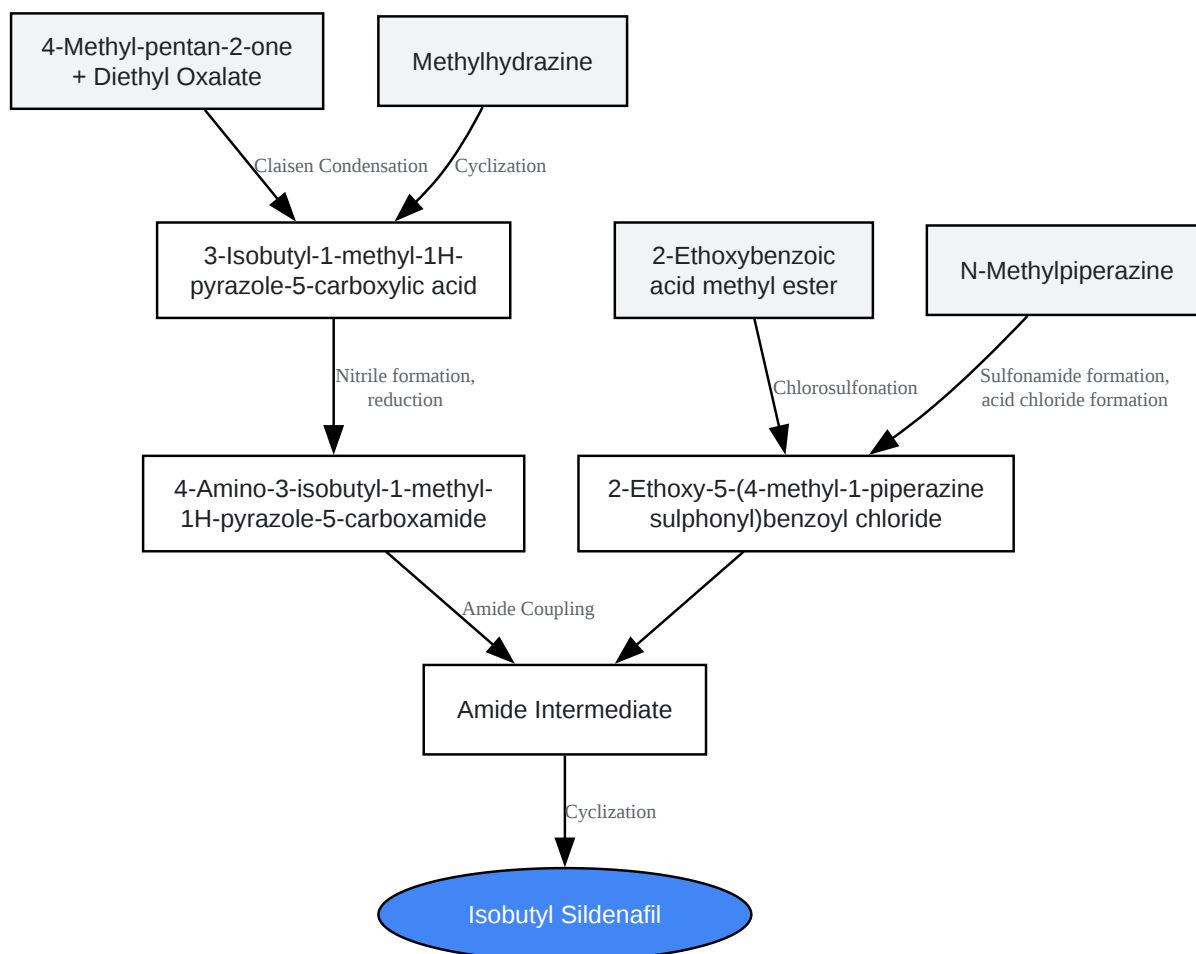 4-Methyl-pentan-2-one
+ Diethyl Oxalate
Methylhydrazine
Claisen Condensation
Cyclization
3-Isobutyl-1-methyl-1H-
pyrazole-5-carboxylic acid
2-Ethoxybenzoic
acid methyl ester
N-Methylpiperazine
Nitrile formation,
reduction
Chlorosulfonation
Sulfonamide formation,
acid chloride formation
4-Amino-3-isobutyl-1-methyl-
1H-pyrazole-5-carboxamide
2-Ethoxy-5-(4-methyl-1-piperazine
sulphonyl)benzoyl chloride
Amide Coupling
Amide Intermediate
Cyclization
Isobutyl Sildenafil